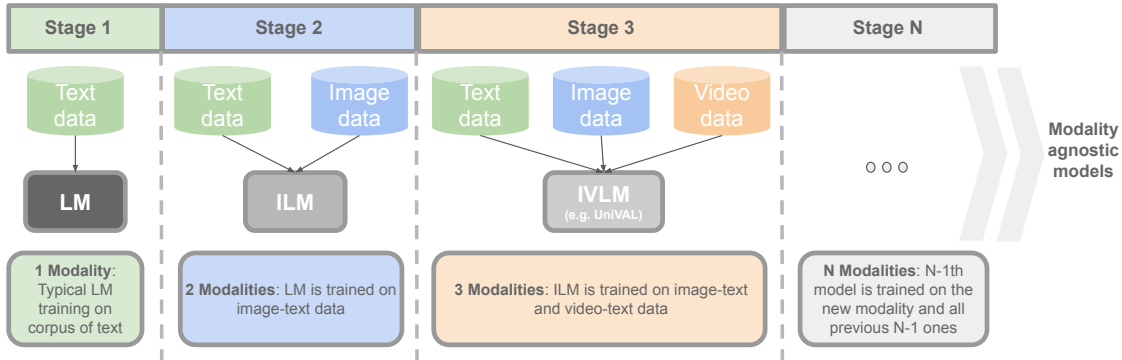 Stage 1
Stage 2
Stage 3
Stage N
Text
data
Text
data
Image
data
Text
data
Image
data
Video
data
Modality
agnostic
models
LM
ILM
IVLM
(e.g. UniVAL)
1 Modality:
Typical LM
training on
corpus of text
2 Modalities: LM is trained on
image-text data
3 Modalities: ILM is trained on image-text
and video-text data
N Modalities: N-1th
model is trained on the
new modality and all
previous N-1 ones